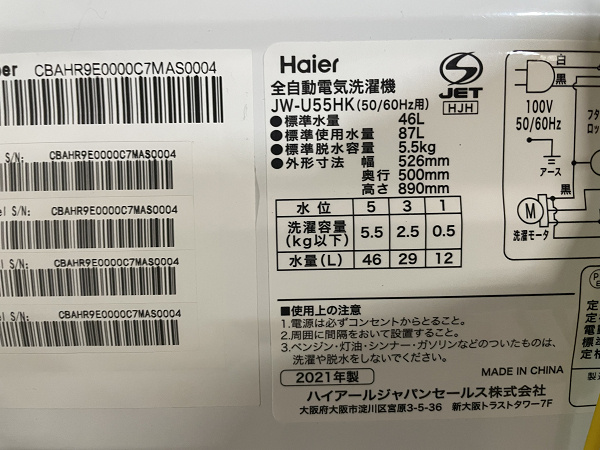 CBAHR9E0000C7MAS0004
S/N: CBAHR9E0000C7MAS0004
S/N: CBAHR9E0000C7MAS0004
S/N: CBAHR9E0000C7MAS0004
S/N: CBAHR9E0000C7MAS0004
Haier
全自動電気洗濯機
JW-U55HK(50/60Hz用)
S JET
HJH
●標準水量 46L
●標準使用水量 87L
●標準脱水容量 5.5kg
●外形寸法 幅 526mm
奥行 500mm
高さ 890mm
水位 5 3 1
洗濯容量(kg以下) 5.5 2.5 0.5
水量(L) 46 29 12
白
黒
100V
50/60Hz
アース
黒
M
洗濯モータ
■使用上の注意
1.電源は必ずコンセントからとること。
2.周囲に間隔をおいて設置すること。
3.ベンジン・灯油・シンナー・ガソリンなどのついたものは、
洗濯や脱水をしないでください。
2021年製
MADE IN CHINA
ハイアールジャパンセールス株式会社
大阪府大阪市淀川区宮原3-5-36 新大阪トラストタワー7F